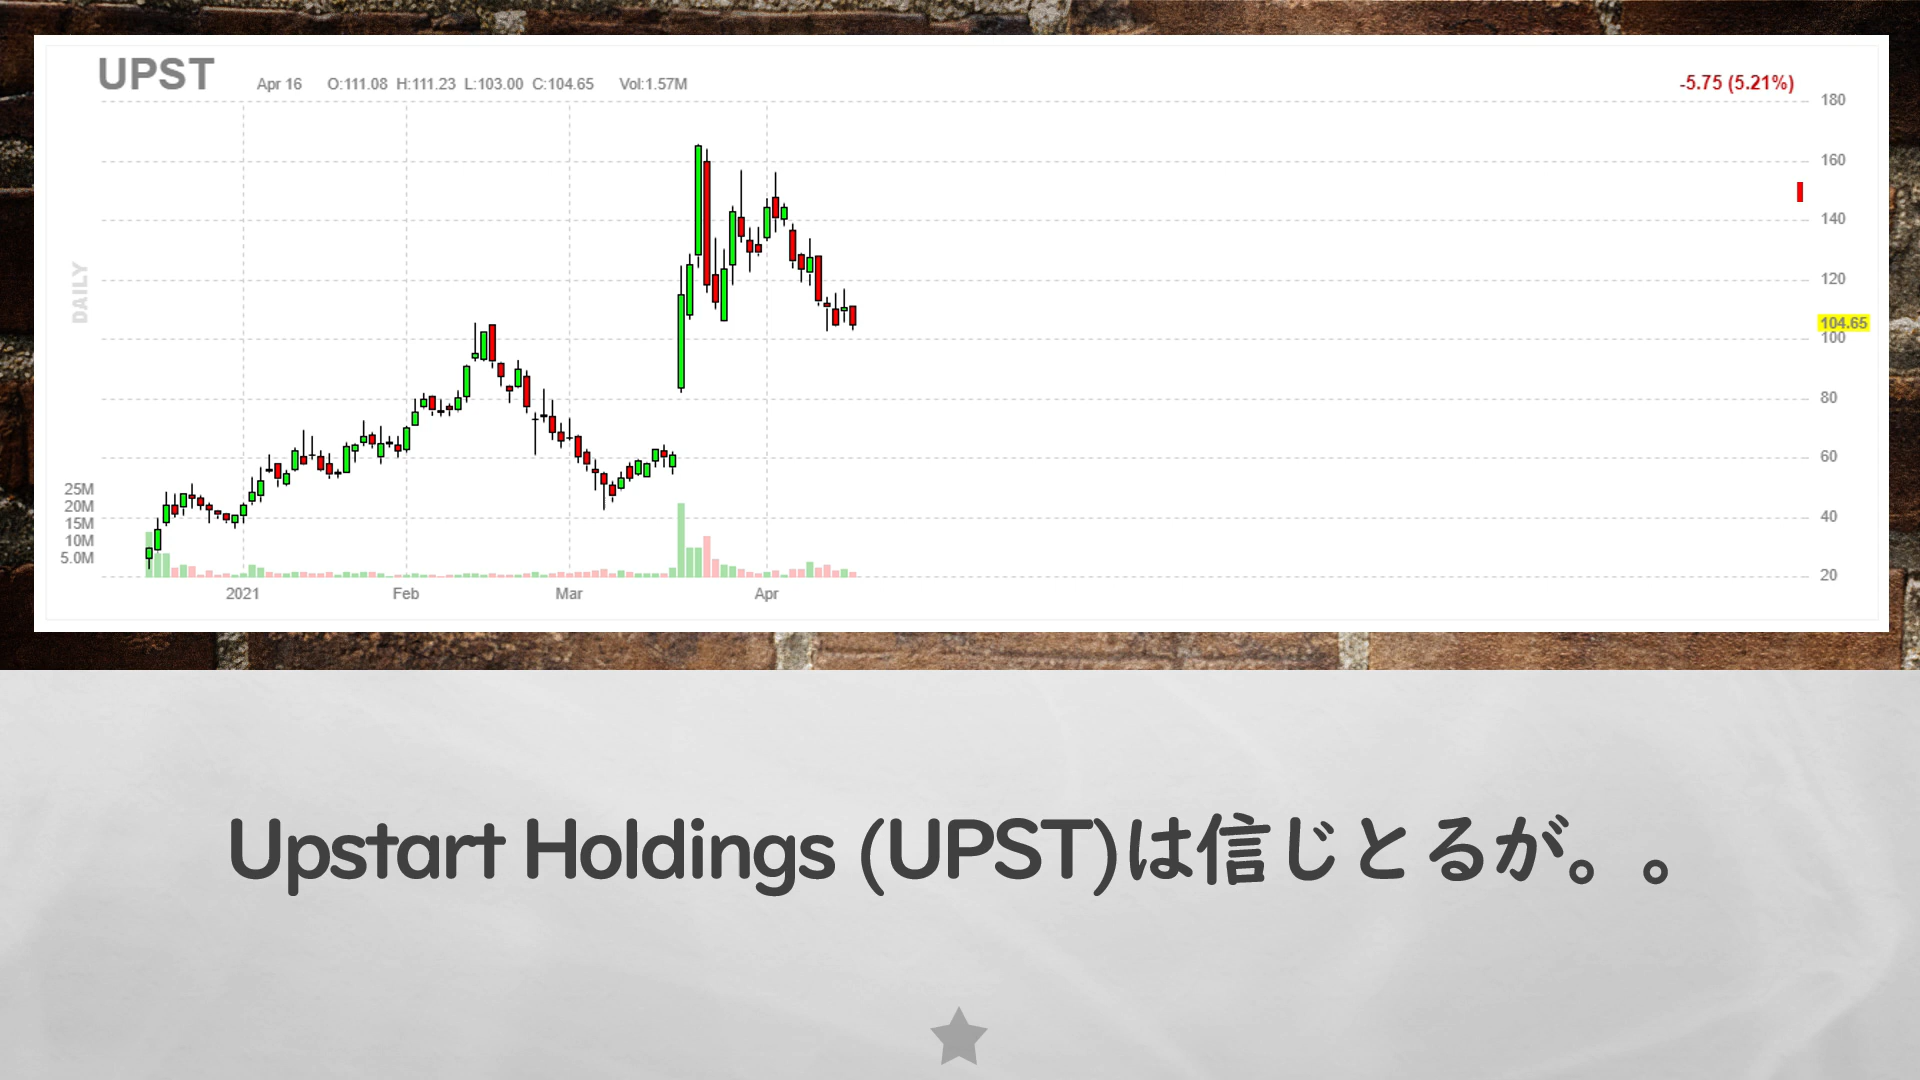 UPST Apr 16 O:111.08 H:111.23 L:103.00 C:104.65 Vol:1.57M -5.75 (5.21%)
180
160
140
120
104.65
100
80
60
40
20
DAILY
25M
20M
15M
10M
5.0M
2021 Feb Mar Apr
Upstart Holdings (UPST)は信じとるが。。